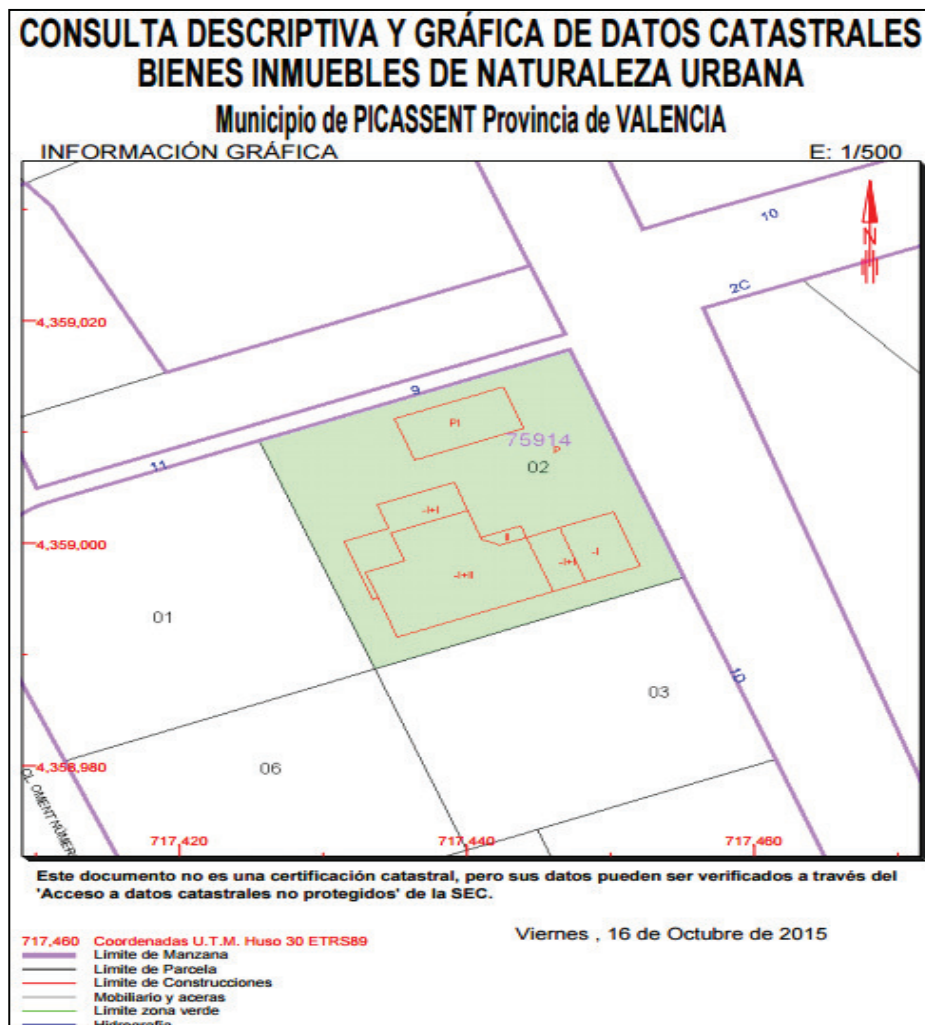 CONSULTA DESCRIPTIVA Y GRÁFICA DE DATOS CATASTRALES
BIENES INMUEBLES DE NATURALEZA URBANA
Municipio de PICASSENT Provincia de VALENCIA
INFORMACIÓN GRÁFICA E: 1/500
10
N
2C
4,359,020
9
PI
75914
P
02
11
-I+I
II
4,359,000
-I+II
-I+I
-I
01
10
03
06
4,358,980
CL OMENT NÚMER
717,420 717,440 717,460
Este documento no es una certificación catastral, pero sus datos pueden ser verificados a través del
'Acceso a datos catastrales no protegidos' de la SEC.
Viernes , 16 de Octubre de 2015
717,460 Coordenadas U.T.M. Huso 30 ETRS89
Límite de Manzana
Límite de Parcela
Límite de Construcciones
Mobiliario y aceras
Límite zona verde
Hidrografía